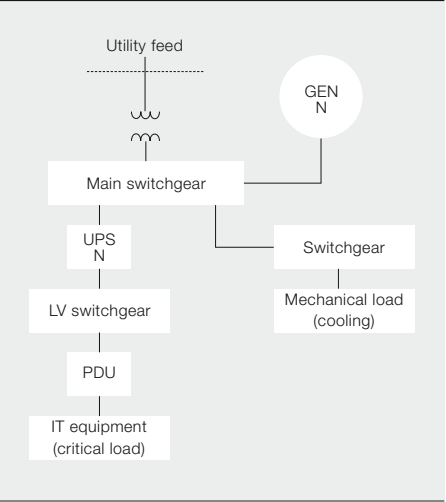 Utility feed
GEN
N
Main switchgear
UPS
N
Switchgear
LV switchgear
Mechanical load
(cooling)
PDU
IT equipment
(critical load)